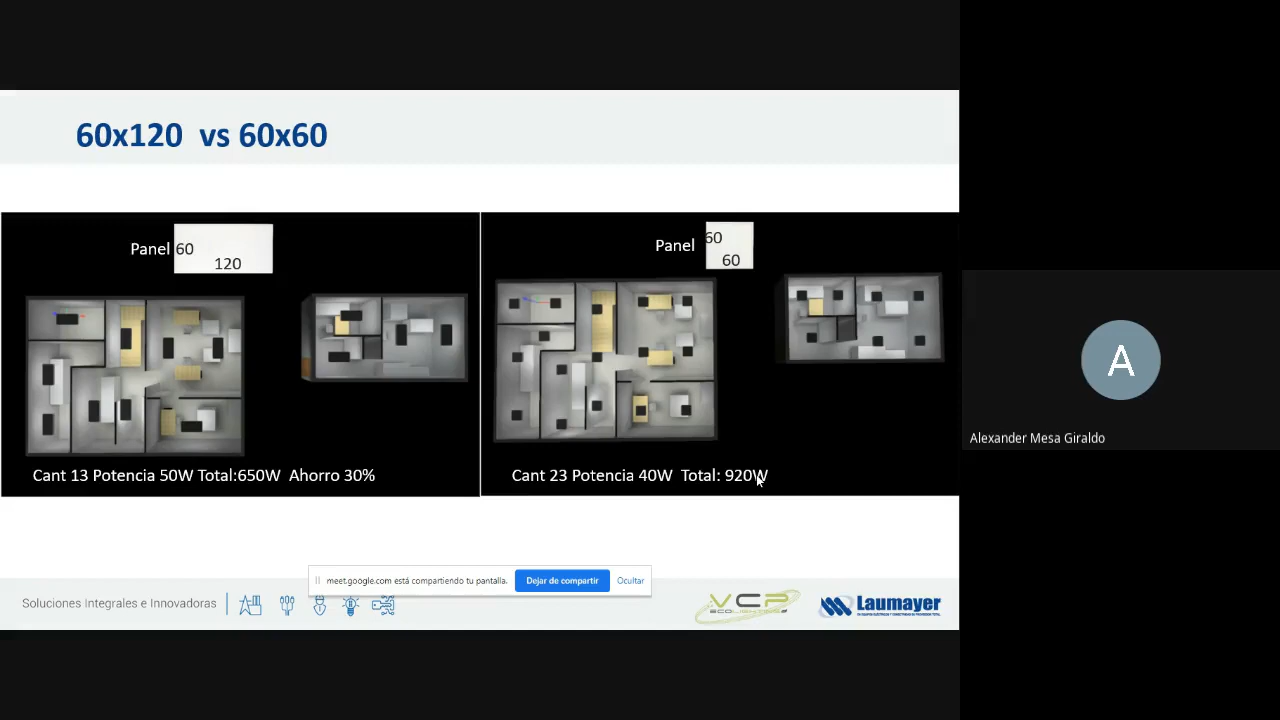 60x120 vs 60x60
Panel 60
120
Cant 13 Potencia 50W Total:650W Ahorro 30%
Panel 60
60
Cant 23 Potencia 40W Total: 920W
meet.google.com está compartiendo tu pantalla.
Dejar de compartir
Ocultar
Soluciones Integrales e Innovadoras
VCP
Laumayer
A
Alexander Mesa Giraldo